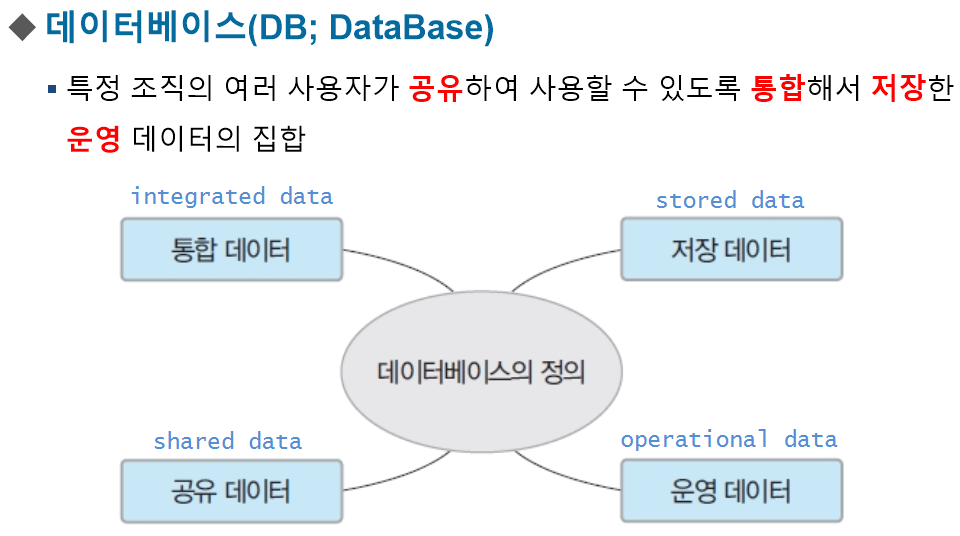 ◆ 데이터베이스(DB; DataBase)
▪ 특정 조직의 여러 사용자가 공유하여 사용할 수 있도록 통합해서 저장한
운영 데이터의 집합
integrated data
stored data
통합 데이터
저장 데이터
데이터베이스의 정의
shared data
operational data
공유 데이터
운영 데이터